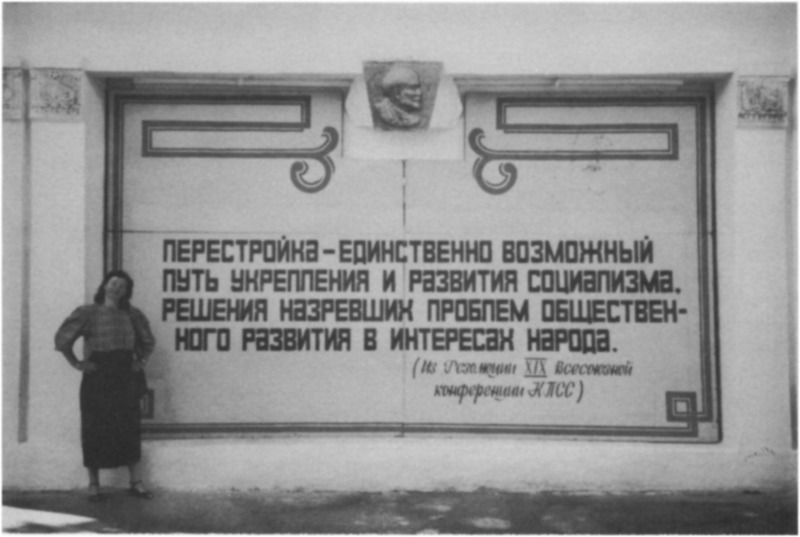 ПЕРЕСТРОЙКА – ЕДИНСТВЕННО ВОЗМОЖНЫЙ
ПУТЬ УКРЕПЛЕНИЯ И РАЗВИТИЯ СОЦИАЛИЗМА,
РЕШЕНИЯ НАЗРЕВШИХ ПРОБЛЕМ ОБЩЕСТВЕН-
НОГО РАЗВИТИЯ В ИНТЕРЕСАХ НАРОДА.
(Из Резолюции XIX Всесоюзной
конференции КПСС)